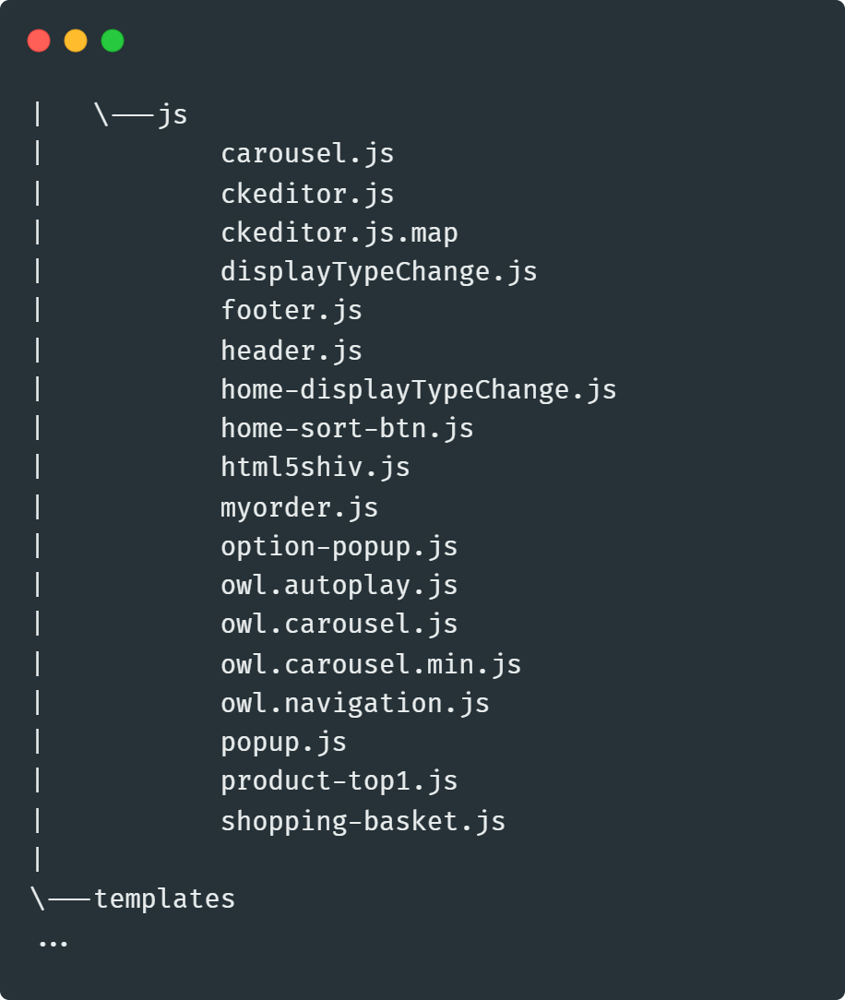 |   \---js
|           carousel.js
|           ckeditor.js
|           ckeditor.js.map
|           displayTypeChange.js
|           footer.js
|           header.js
|           home-displayTypeChange.js
|           home-sort-btn.js
|           html5shiv.js
|           myorder.js
|           option-popup.js
|           owl.autoplay.js
|           owl.carousel.js
|           owl.carousel.min.js
|           owl.navigation.js
|           popup.js
|           product-top1.js
|           shopping-basket.js
|
\---templates
...